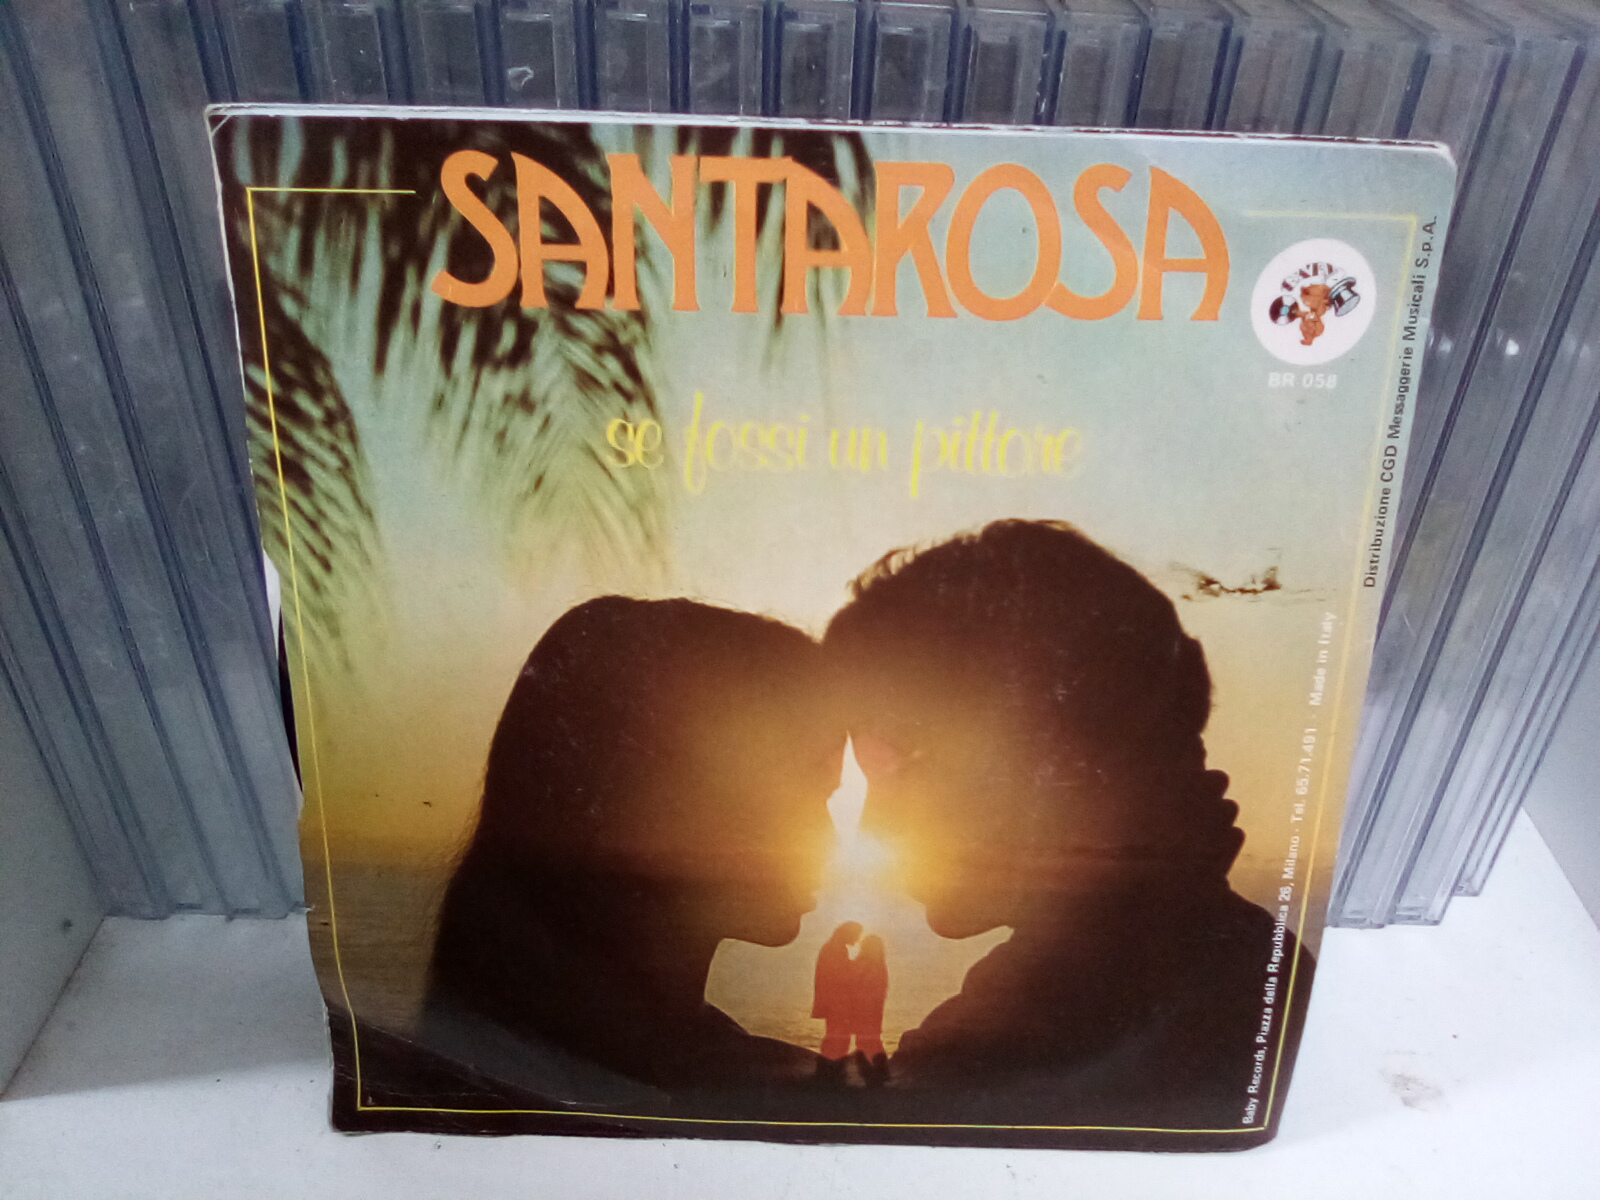 SANTAROSA
BABY
BR 058
se fossi un pittore
Distribuzione CGD Messaggerie Musicali S.p.A.
Baby Records, Piazza della Repubblica 26, Milano - Tel. 65.71.491 - Made in Italy